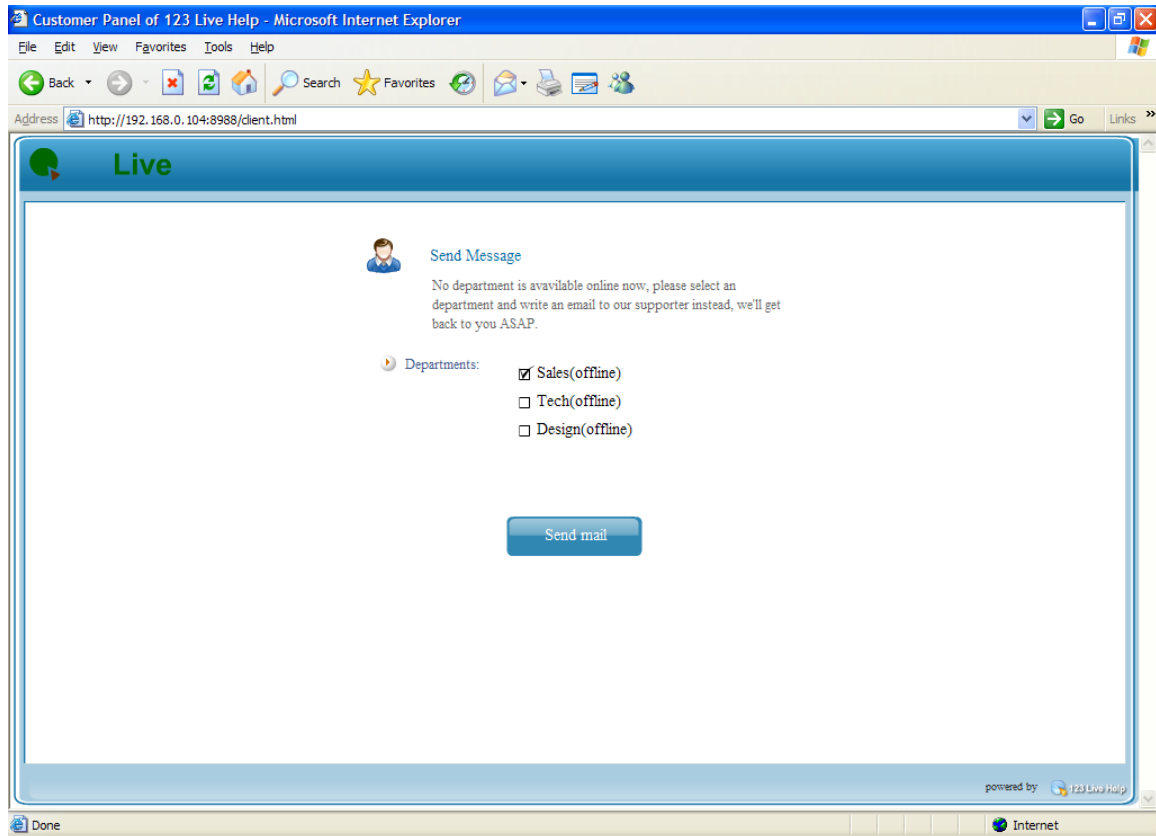 Customer Panel of 123 Live Help - Microsoft Internet Explorer
File Edit View Favorites Tools Help
Back Search Favorites
Address http://192.168.0.104:8988/client.html Go Links »
Live
Send Message
No department is avavilable online now, please select an
department and write an email to our supporter instead, we'll get
back to you ASAP.
Departments:
Sales(offline)
Tech(offline)
Design(offline)
Send mail
powered by 123 Live Help
Done Internet